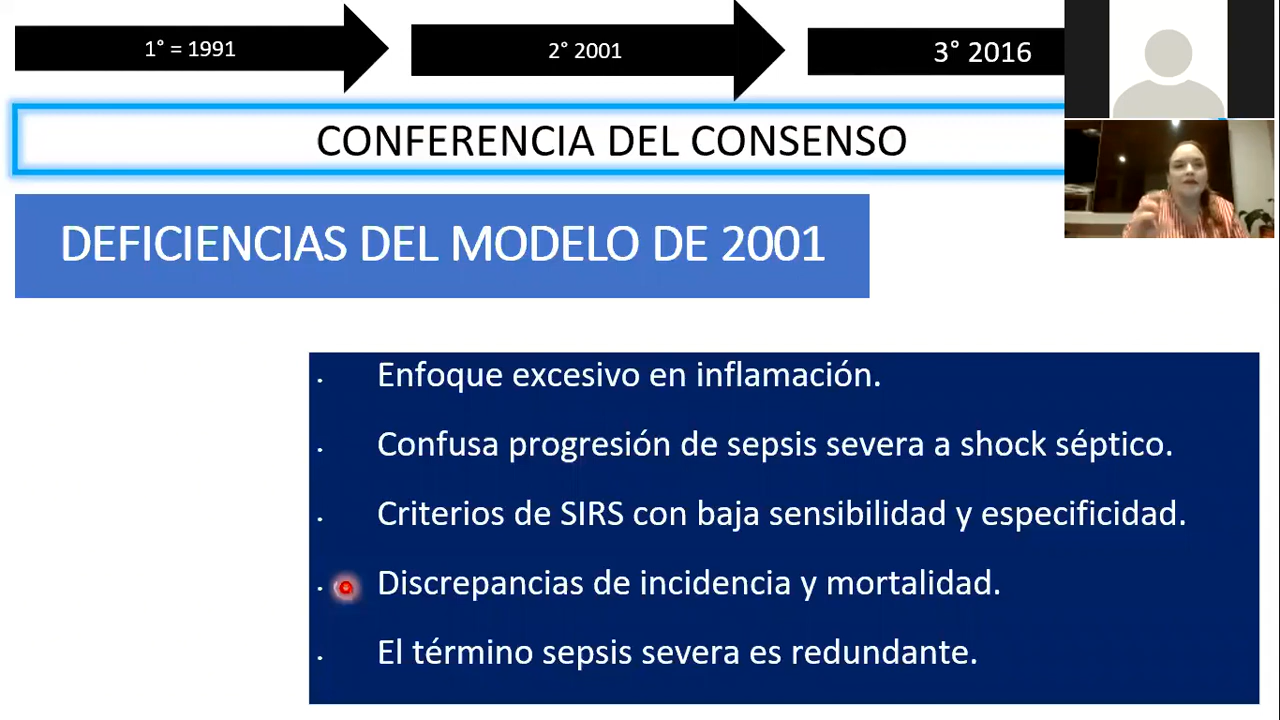 1° = 1991
2° 2001
3° 2016
CONFERENCIA DEL CONSENSO
DEFICIENCIAS DEL MODELO DE 2001
· Enfoque excesivo en inflamación.
· Confusa progresión de sepsis severa a shock séptico.
· Criterios de SIRS con baja sensibilidad y especificidad.
· Discrepancias de incidencia y mortalidad.
· El término sepsis severa es redundante.